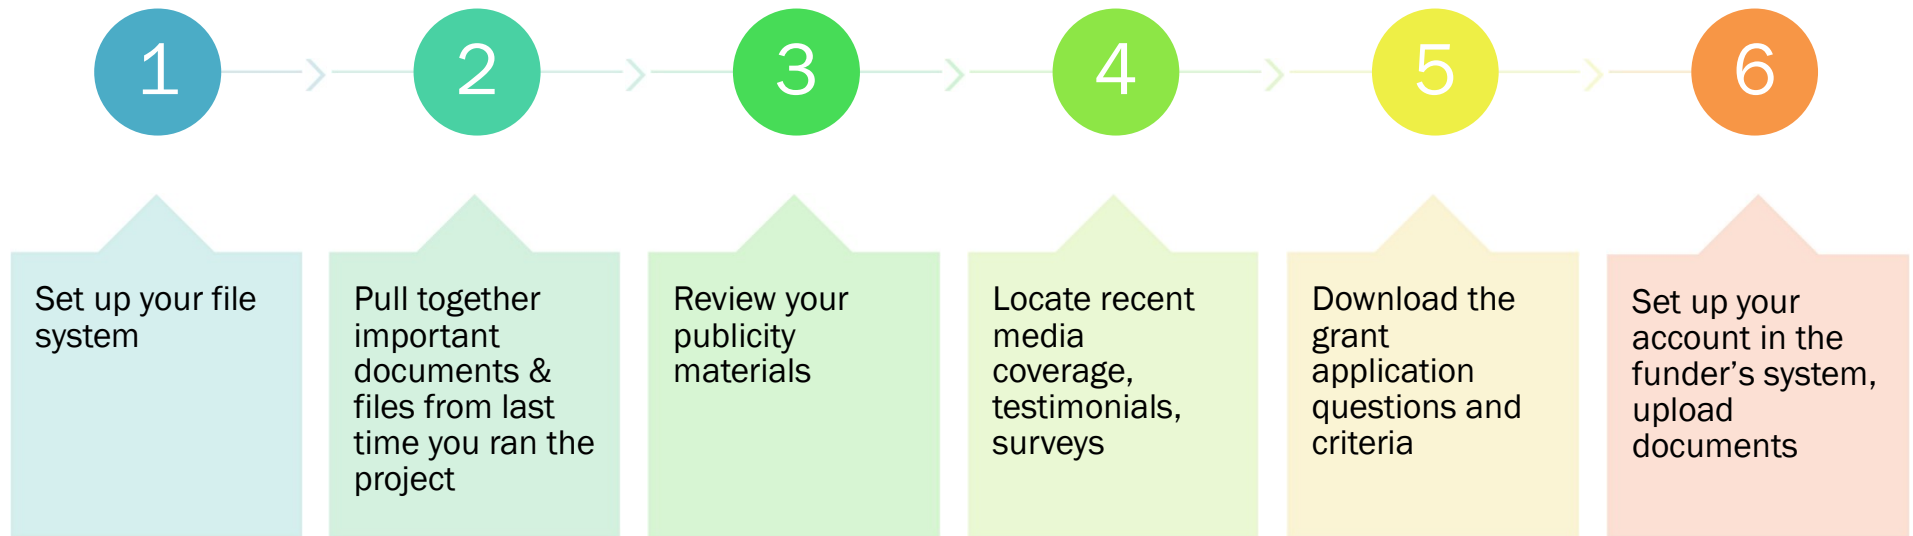 1
2
3
4
5
6
Set up your file
system
Pull together
important
documents &
files from last
time you ran the
project
Review your
publicity
materials
Locate recent
media
coverage,
testimonials,
surveys
Download the
grant
application
questions and
criteria
Set up your
account in the
funder’s system,
upload
documents